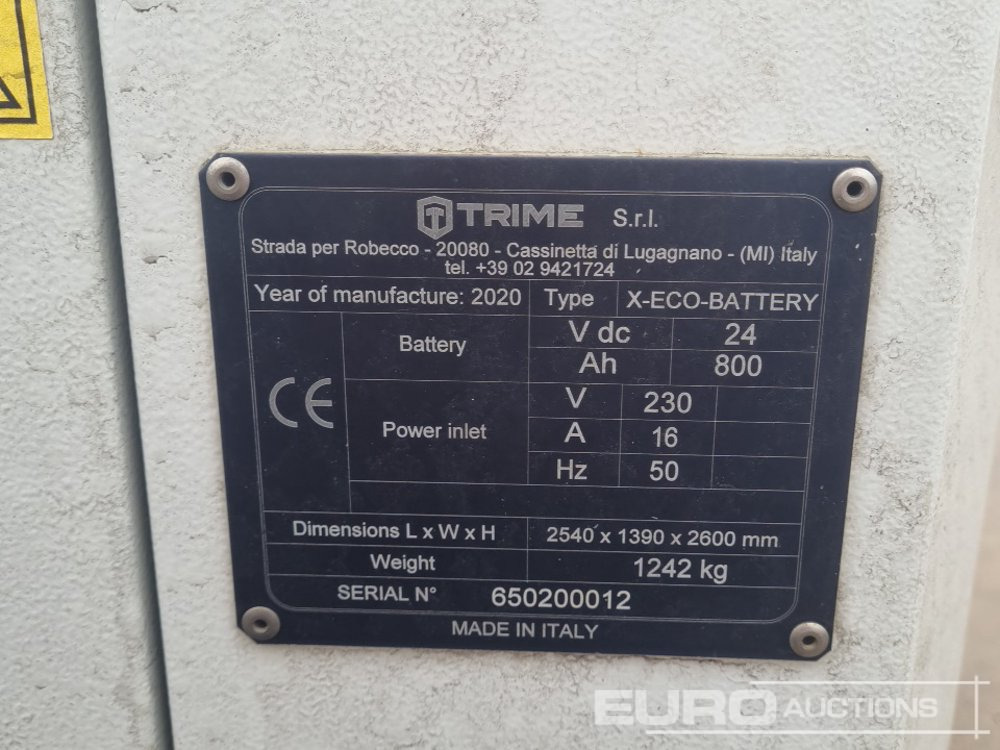 TRIME S.r.l.
Strada per Robecco - 20080 - Cassinetta di Lugagnano - (MI) Italy
tel. +39 02 9421724
Year of manufacture: 2020 Type X-ECO-BATTERY
CE
Battery
V dc 24
Ah 800
Power inlet
V 230
A 16
Hz 50
Dimensions L x W x H 2540 x 1390 x 2600 mm
Weight 1242 kg
SERIAL N° 650200012
MADE IN ITALY
EURO AUCTIONS